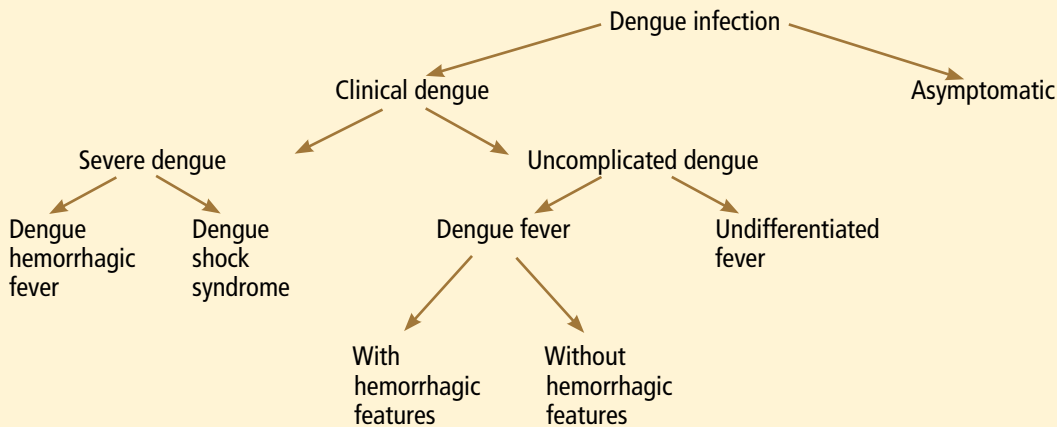 Dengue infection
Clinical dengue
Asymptomatic
Severe dengue
Uncomplicated dengue
Dengue
hemorrhagic
fever
Dengue
shock
syndrome
Dengue fever
Undifferentiated
fever
With
hemorrhagic
features
Without
hemorrhagic
features